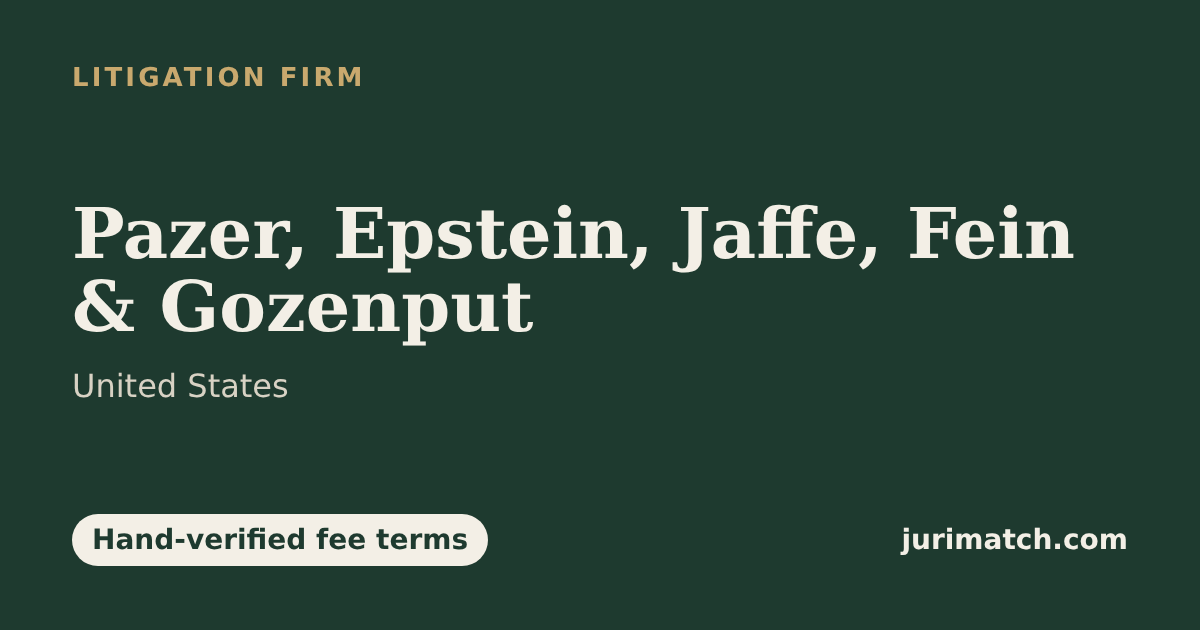 LITIGATION FIRM
Pazer, Epstein, Jaffe, Fein
& Gozenput
United States
Hand-verified fee terms
jurimatch.com